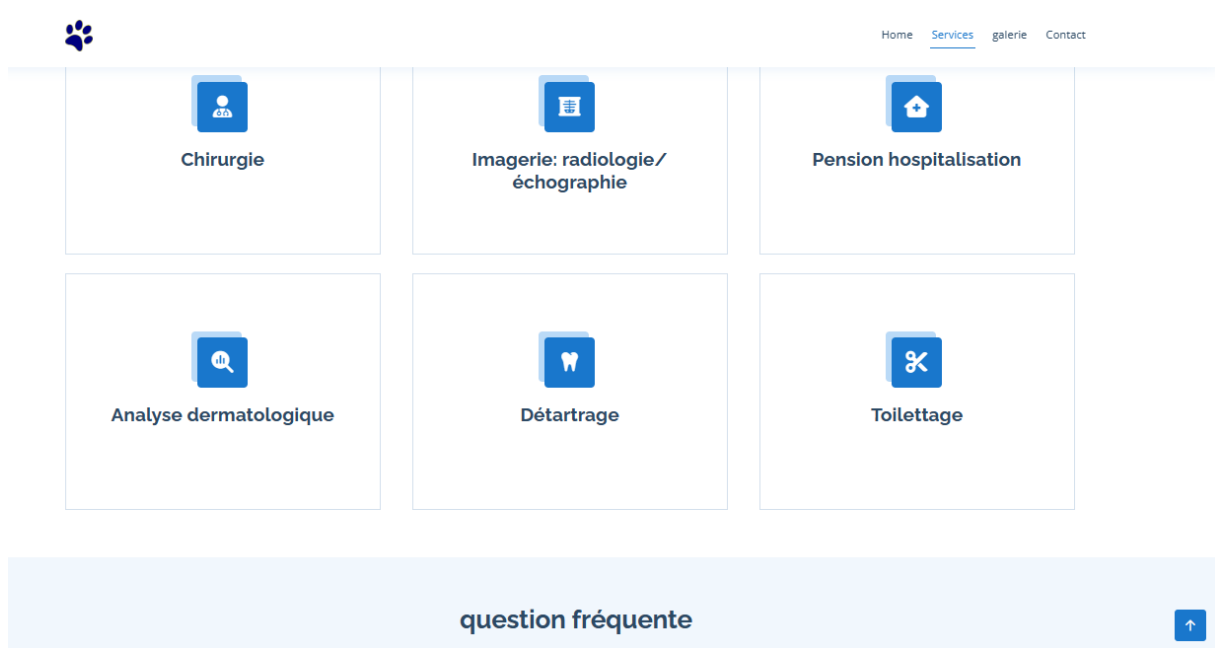 Home Services galerie Contact
Chirurgie
Imagerie: radiologie/
échographie
Pension hospitalisation
Analyse dermatologique
Détartrage
Toilettage
question fréquente